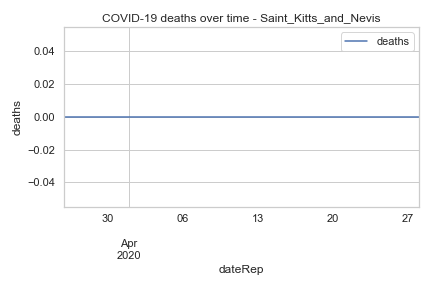 COVID-19 deaths over time - Saint_Kitts_and_Nevis
deaths
0.04
0.02
0.00
−0.02
−0.04
deaths
30 06 13 20 27
Apr
2020
dateRep